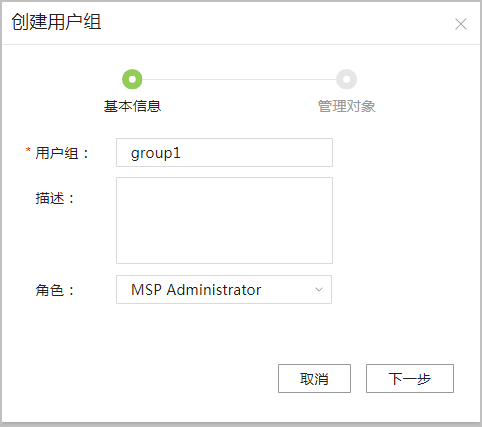 创建用户组
基本信息 管理对象
* 用户组： group1
描述：
角色： MSP Administrator
取消 下一步